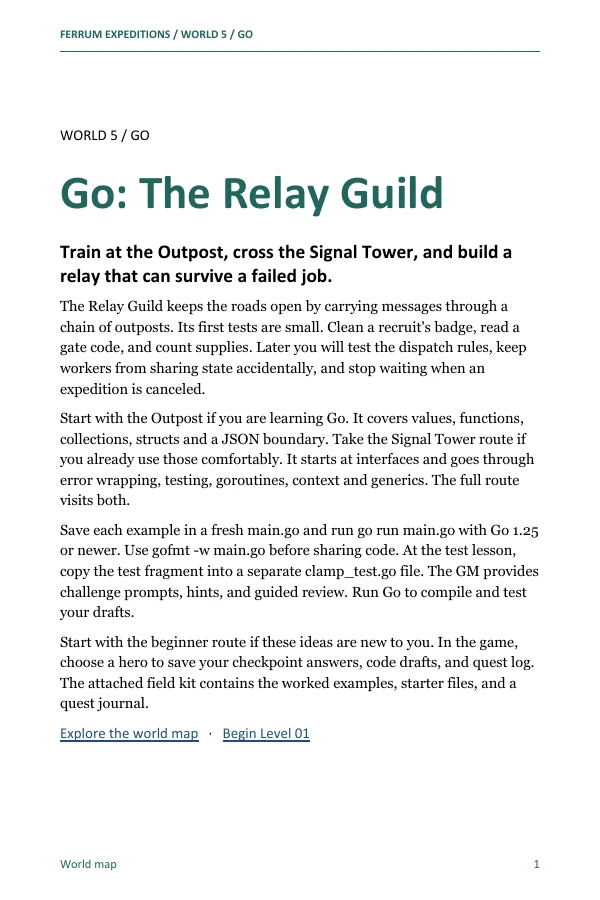 FERRUM EXPEDITIONS / WORLD 5 / GO
WORLD 5 / GO
Go: The Relay Guild
Train at the Outpost, cross the Signal Tower, and build a
relay that can survive a failed job.
The Relay Guild keeps the roads open by carrying messages through a
chain of outposts. Its first tests are small. Clean a recruit's badge, read a
gate code, and count supplies. Later you will test the dispatch rules, keep
workers from sharing state accidentally, and stop waiting when an
expedition is canceled.
Start with the Outpost if you are learning Go. It covers values, functions,
collections, structs and a JSON boundary. Take the Signal Tower route if
you already use those comfortably. It starts at interfaces and goes through
error wrapping, testing, goroutines, context and generics. The full route
visits both.
Save each example in a fresh main.go and run go run main.go with Go 1.25
or newer. Use gofmt -w main.go before sharing code. At the test lesson,
copy the test fragment into a separate clamp_test.go file. The GM provides
challenge prompts, hints, and guided review. Run Go to compile and test
your drafts.
Start with the beginner route if these ideas are new to you. In the game,
choose a hero to save your checkpoint answers, code drafts, and quest log.
The attached field kit contains the worked examples, starter files, and a
quest journal.
Explore the world map · Begin Level 01
World map 1